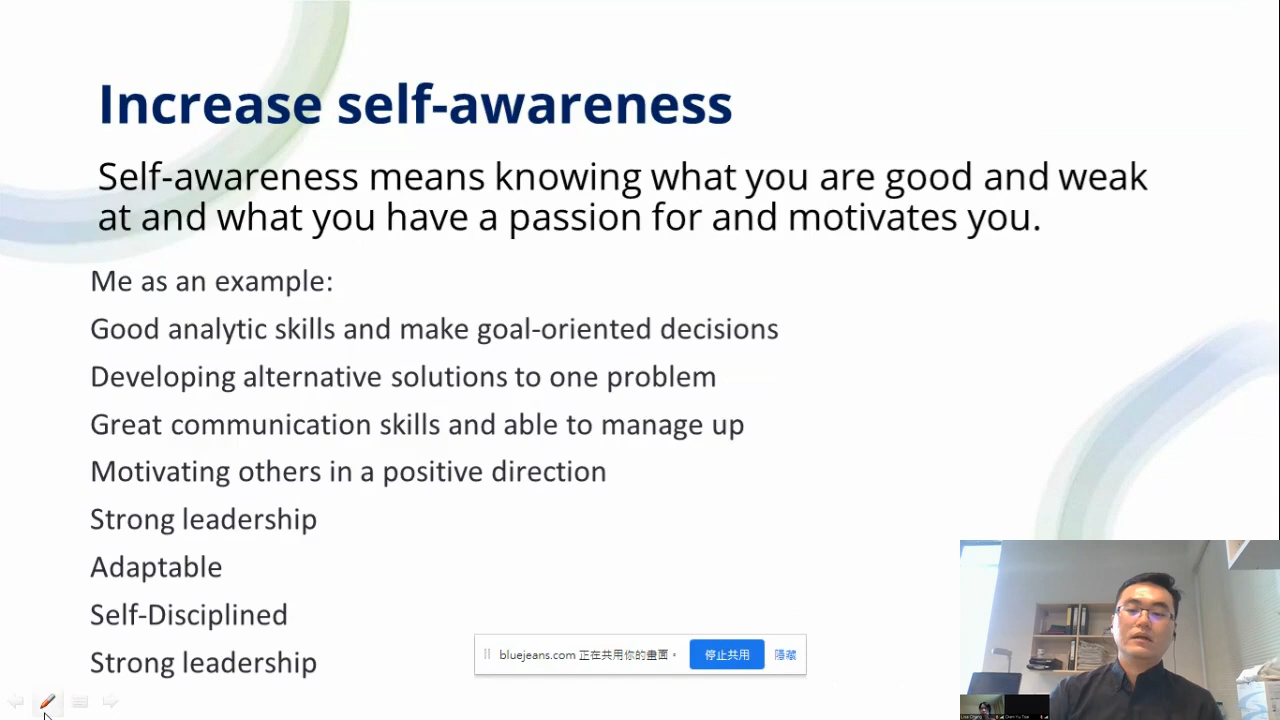 Increase self-awareness
Self-awareness means knowing what you are good and weak
at and what you have a passion for and motivates you.
Me as an example:
Good analytic skills and make goal-oriented decisions
Developing alternative solutions to one problem
Great communication skills and able to manage up
Motivating others in a positive direction
Strong leadership
Adaptable
Self-Disciplined
Strong leadership
bluejeans.com 正在共用你的畫面。
停止共用
隱藏